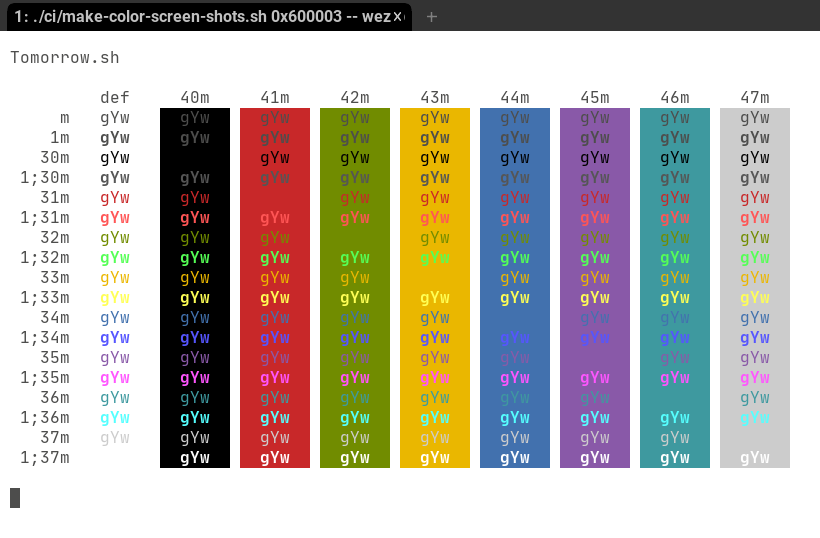 1: ./ci/make-color-screen-shots.sh 0x600003 -- wez
Tomorrow.sh
def 40m 41m 42m 43m 44m 45m 46m 47m
m gYw gYw gYw gYw gYw gYw gYw gYw gYw
1m gYw gYw gYw gYw gYw gYw gYw gYw gYw
30m gYw gYw gYw gYw gYw gYw gYw gYw
1;30m gYw gYw gYw gYw gYw gYw gYw gYw gYw
31m gYw gYw gYw gYw gYw gYw gYw gYw
1;31m gYw gYw gYw gYw gYw gYw gYw gYw gYw
32m gYw gYw gYw gYw gYw gYw gYw gYw
1;32m gYw gYw gYw gYw gYw gYw gYw gYw gYw
33m gYw gYw gYw gYw gYw gYw gYw gYw
1;33m gYw gYw gYw gYw gYw gYw gYw gYw gYw
34m gYw gYw gYw gYw gYw gYw gYw gYw
1;34m gYw gYw gYw gYw gYw gYw gYw gYw gYw
35m gYw gYw gYw gYw gYw gYw gYw gYw
1;35m gYw gYw gYw gYw gYw gYw gYw gYw gYw
36m gYw gYw gYw gYw gYw gYw gYw gYw
1;36m gYw gYw gYw gYw gYw gYw gYw gYw gYw
37m gYw gYw gYw gYw gYw gYw gYw gYw
1;37m gYw gYw gYw gYw gYw gYw gYw gYw